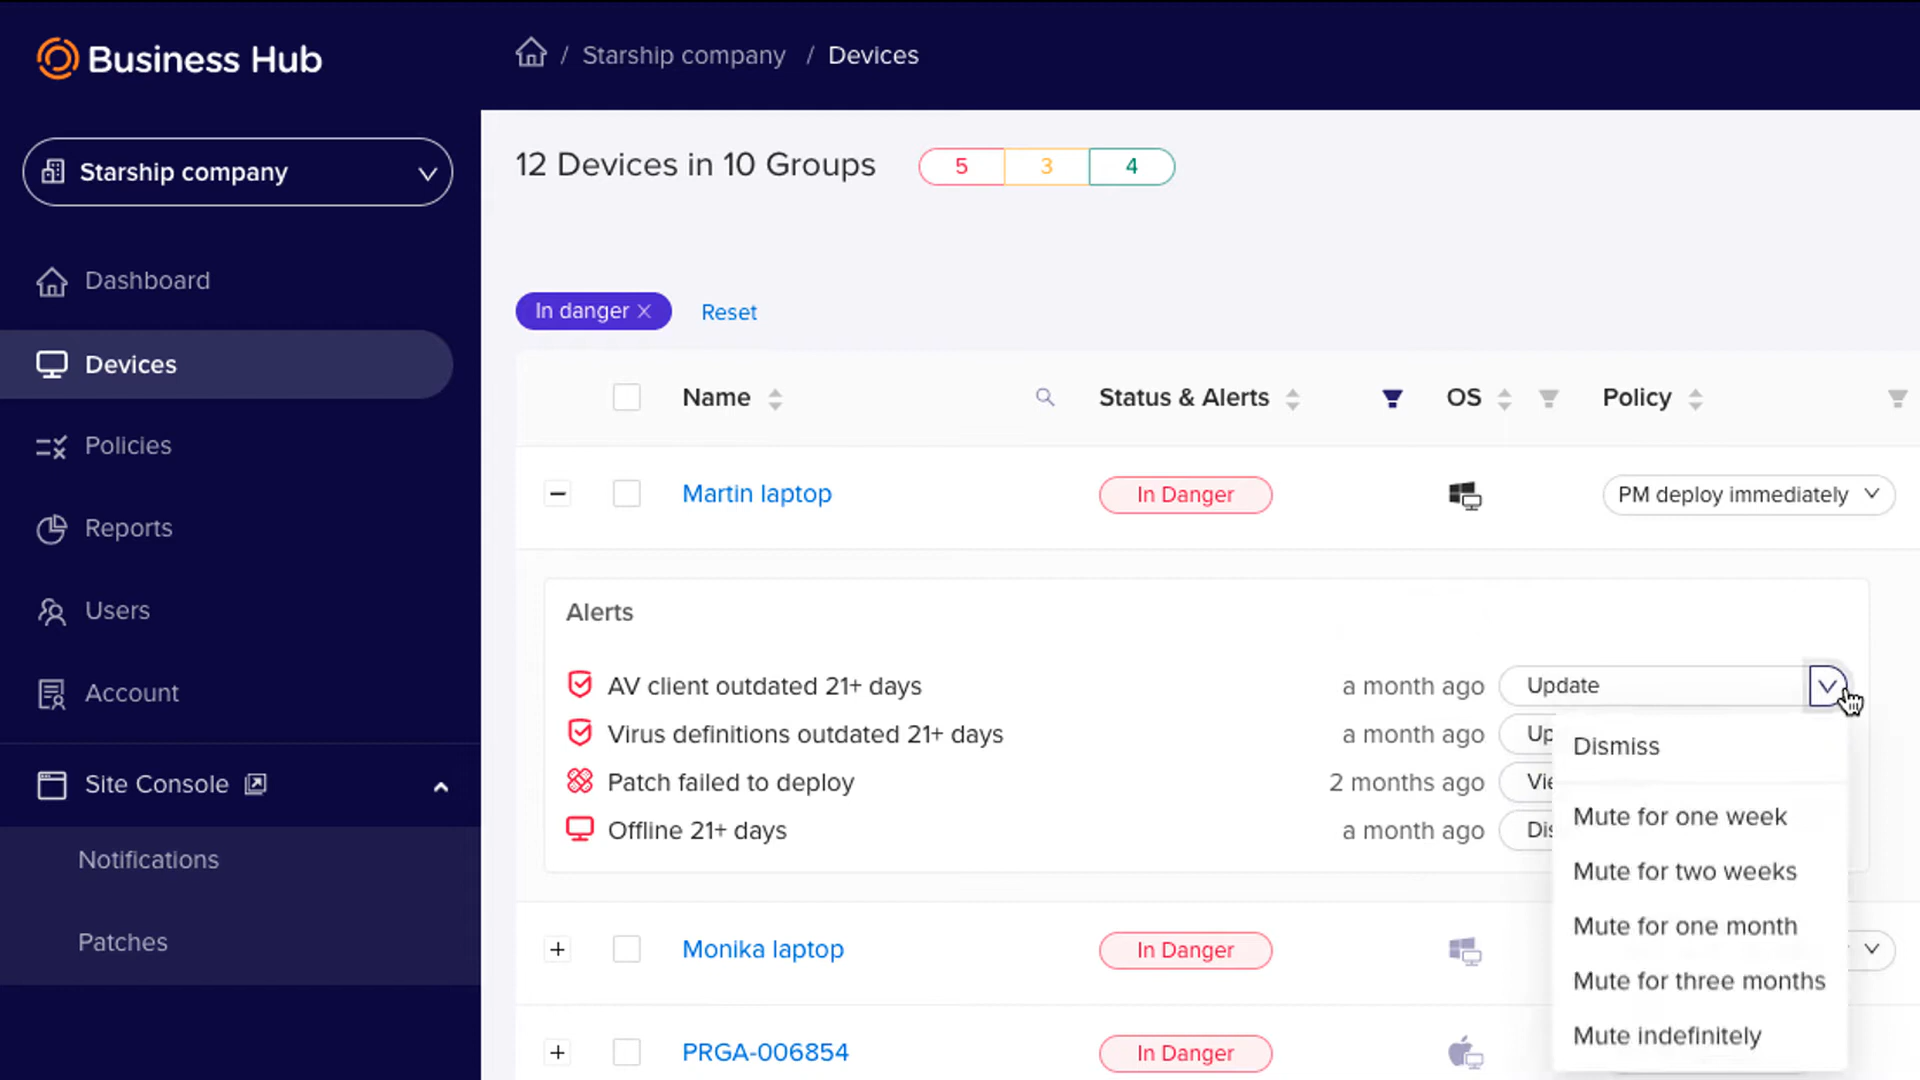 Business Hub
/ Starship company / Devices
Starship company
Dashboard
Devices
Policies
Reports
Users
Account
Site Console
Notifications
Patches
12 Devices in 10 Groups 5 3 4
In danger Reset
Name Status & Alerts OS Policy
Martin laptop In Danger PM deploy immediately
Alerts
AV client outdated 21+ days a month ago Update
Virus definitions outdated 21+ days a month ago Up
Patch failed to deploy 2 months ago Vie
Offline 21+ days a month ago Dis
Dismiss
Mute for one week
Mute for two weeks
Mute for one month
Mute for three months
Mute indefinitely
Monika laptop In Danger
PRGA-006854 In Danger